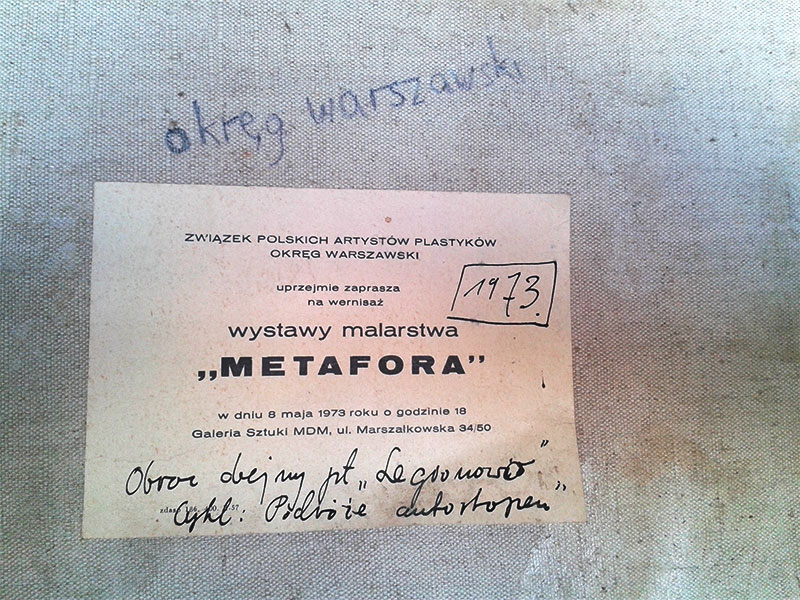 okręg warszawski
ZWIĄZEK POLSKICH ARTYSTÓW PLASTYKÓW
OKRĘG WARSZAWSKI
uprzejmie zaprasza
na wernisaż
1973.
wystawy malarstwa
„METAFORA”
w dniu 8 maja 1973 roku o godzinie 18
Galeria Sztuki MDM, ul. Marszałkowska 34/50
Obraz olejny pt „Legionowo”
Cykl: Podróże autostopem”